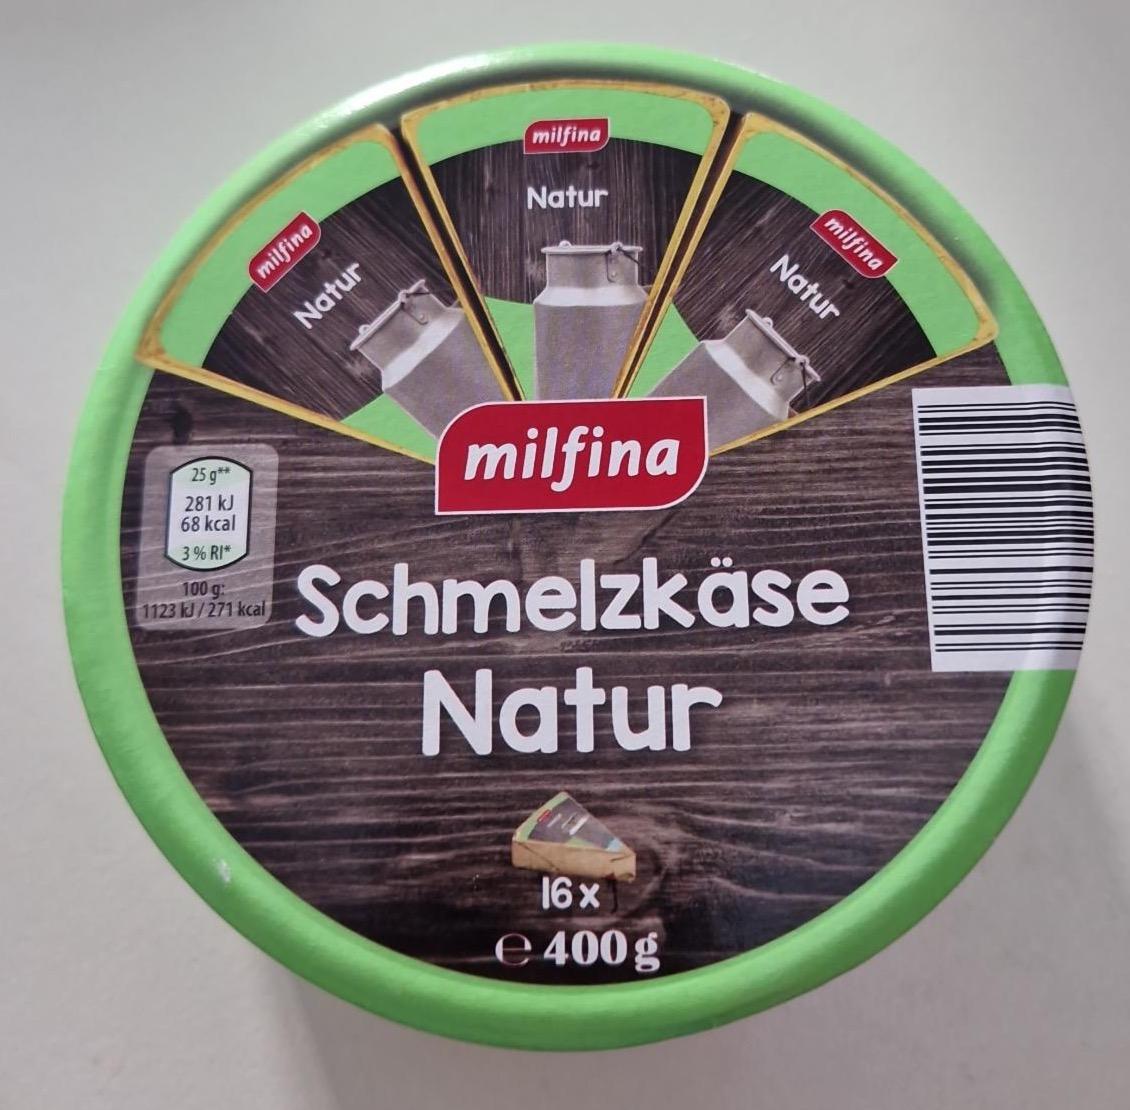 milfina
Natur
milfina
Natur
milfina
Natur
milfina
25 g**
281 kJ
68 kcal
3 % RI*
100 g:
1123 kJ / 271 kcal
Schmelzkäse
Natur
16 x
℮ 400 g